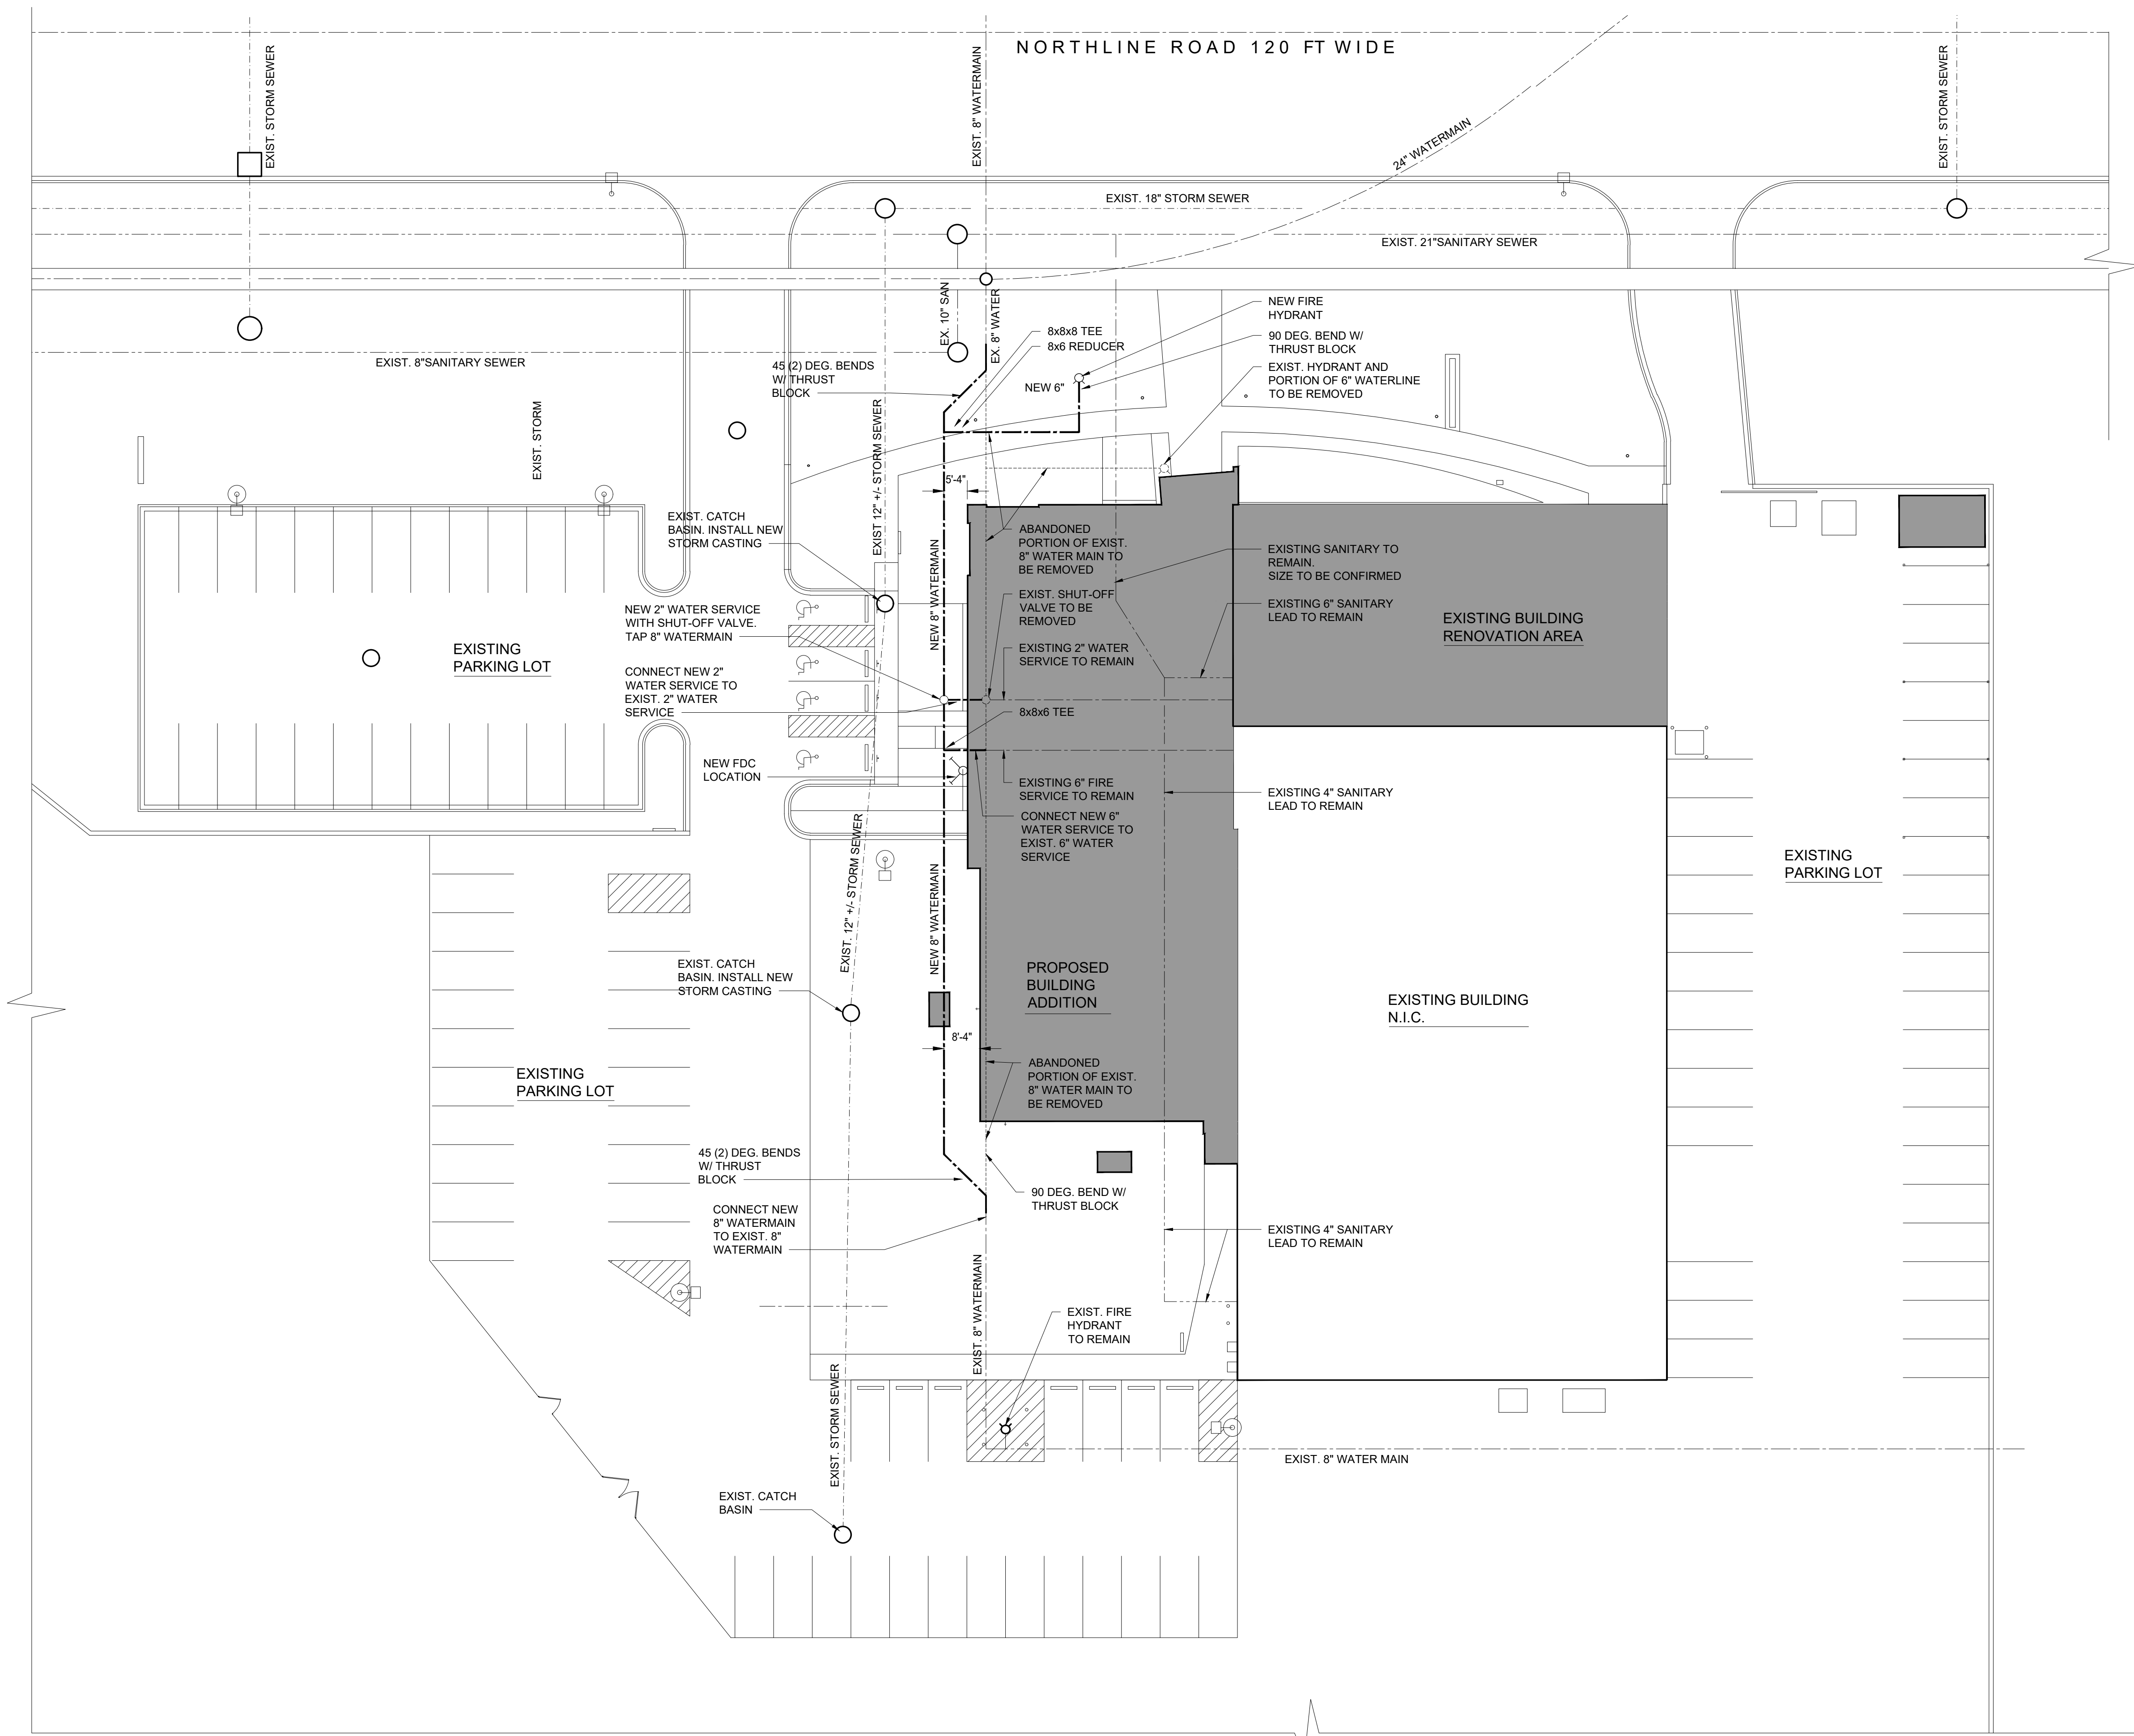 NORTHLINE ROAD 120 FT WIDE
EXIST. STORM SEWER
EXIST. 8" WATERMAIN
24" WATERMAIN
EXIST. STORM SEWER
EXIST. 18" STORM SEWER
EXIST. 21"SANITARY SEWER
EX. 10" SAN
EX. 8" WATER
EXIST. 8"SANITARY SEWER
EXIST. STORM
8x8x8 TEE
8x6 REDUCER
45 (2) DEG. BENDS
W/ THRUST
BLOCK
NEW 6"
NEW FIRE
HYDRANT
90 DEG. BEND W/
THRUST BLOCK
EXIST. HYDRANT AND
PORTION OF 6" WATERLINE
TO BE REMOVED
EXIST 12" +/- STORM SEWER
5'-4"
EXIST. CATCH
BASIN. INSTALL NEW
STORM CASTING
NEW 8" WATERMAIN
ABANDONED
PORTION OF EXIST.
8" WATER MAIN TO
BE REMOVED
EXISTING SANITARY TO
REMAIN.
SIZE TO BE CONFIRMED
EXIST. SHUT-OFF
VALVE TO BE
REMOVED
EXISTING 6" SANITARY
LEAD TO REMAIN
EXISTING BUILDING
RENOVATION AREA
NEW 2" WATER SERVICE
WITH SHUT-OFF VALVE.
TAP 8" WATERMAIN
EXISTING
PARKING LOT
EXISTING 2" WATER
SERVICE TO REMAIN
CONNECT NEW 2"
WATER SERVICE TO
EXIST. 2" WATER
SERVICE
8x8x6 TEE
NEW FDC
LOCATION
EXISTING 6" FIRE
SERVICE TO REMAIN
EXISTING 4" SANITARY
LEAD TO REMAIN
CONNECT NEW 6"
WATER SERVICE TO
EXIST. 6" WATER
SERVICE
EXISTING
PARKING LOT
EXIST. 12" +/- STORM SEWER
NEW 8" WATERMAIN
EXIST. CATCH
BASIN. INSTALL NEW
STORM CASTING
PROPOSED
BUILDING
ADDITION
EXISTING BUILDING
N.I.C.
8'-4"
EXISTING
PARKING LOT
ABANDONED
PORTION OF EXIST.
8" WATER MAIN TO
BE REMOVED
45 (2) DEG. BENDS
W/ THRUST
BLOCK
90 DEG. BEND W/
THRUST BLOCK
CONNECT NEW
8" WATERMAIN
TO EXIST. 8"
WATERMAIN
EXISTING 4" SANITARY
LEAD TO REMAIN
EXIST. 8" WATERMAIN
EXIST. FIRE
HYDRANT
TO REMAIN
EXIST. STORM SEWER
EXIST. 8" WATER MAIN
EXIST. CATCH
BASIN